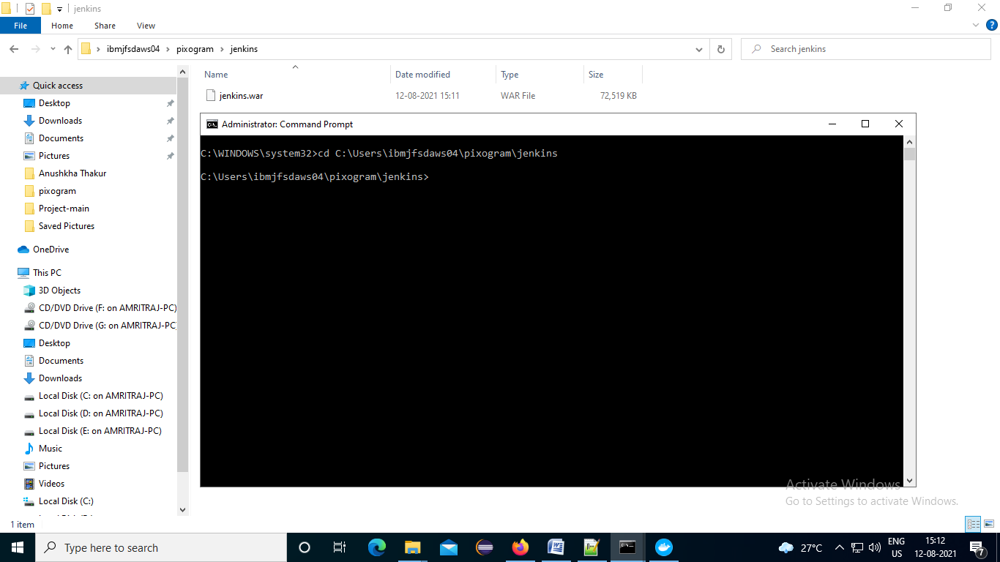 jenkins
File Home Share View
ibmjfsdaws04 pixogram jenkins
Search jenkins
Quick access
Desktop
Downloads
Documents
Pictures
Anushkha Thakur
pixogram
Project-main
Saved Pictures
OneDrive
This PC
3D Objects
CD/DVD Drive (F: on AMRITRAJ-PC)
CD/DVD Drive (G: on AMRITRAJ-PC)
Desktop
Documents
Downloads
Local Disk (C: on AMRITRAJ-PC)
Local Disk (D: on AMRITRAJ-PC)
Local Disk (E: on AMRITRAJ-PC)
Music
Pictures
Videos
Local Disk (C:)
Name Date modified Type Size
jenkins.war 12-08-2021 15:11 WAR File 72,519 KB
Administrator: Command Prompt
C:\WINDOWS\system32>cd C:\Users\ibmjfsdaws04\pixogram\jenkins
C:\Users\ibmjfsdaws04\pixogram\jenkins>
Activate Windows
Go to Settings to activate Windows.
1 item
Type here to search
27°C
ENG
US
15:12
12-08-2021
7